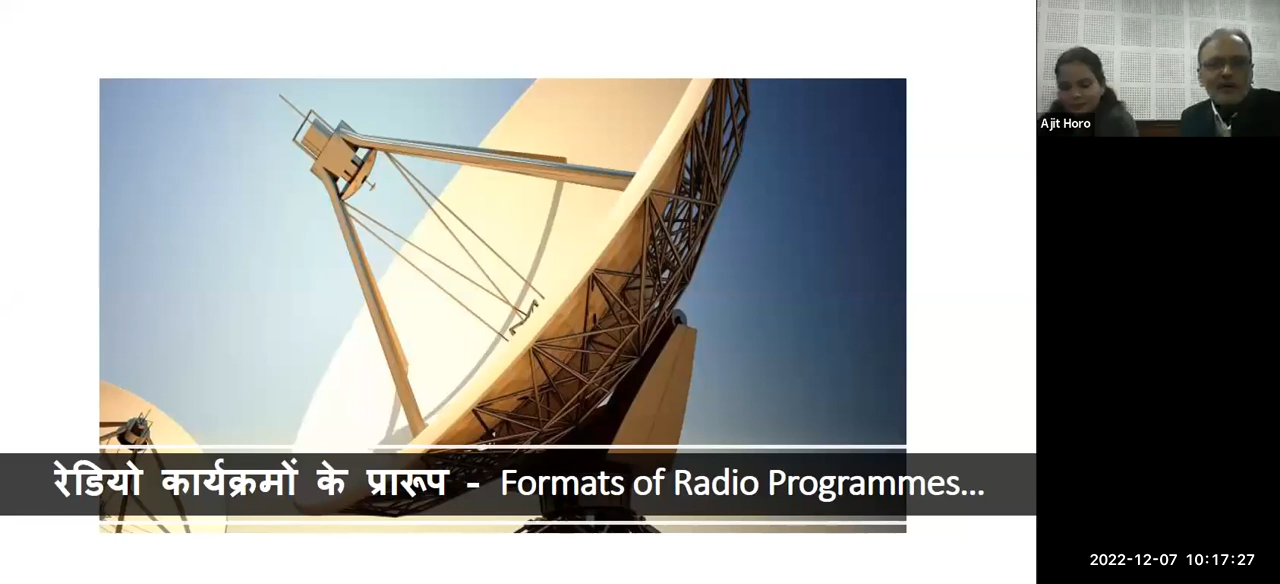 Ajit Horo
रेडियो कार्यक्रमों के प्रारूप - Formats of Radio Programmes...
2022-12-07 10:17:27